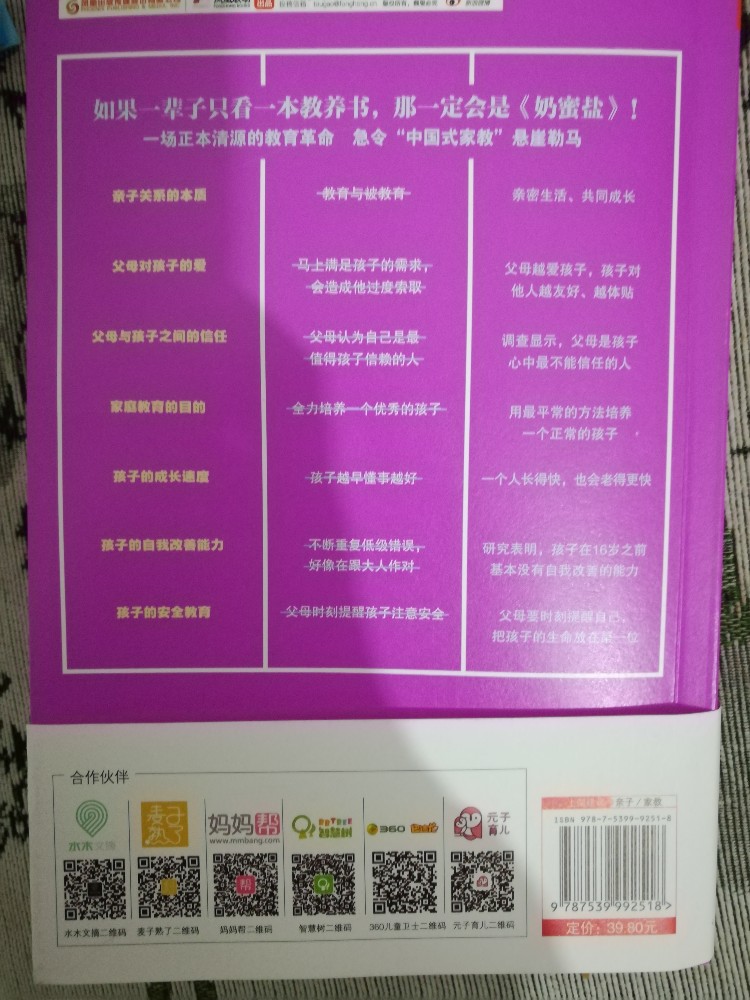 如果一辈子只看一本教养书，那一定会是《奶蜜盐》！
一场正本清源的教育革命 急令“中国式家教”悬崖勒马
亲子关系的本质
教育与被教育
亲密生活、共同成长
父母对孩子的爱
马上满足孩子的需求，
会造成他过度索取
父母越爱孩子，孩子对
他人越友好、越体贴
父母与孩子之间的信任
父母认为自己是最
值得孩子信赖的人
调查显示，父母是孩子
心中最不能信任的人
家庭教育的目的
全力培养一个优秀的孩子
用最平常的方法培养
一个正常的孩子
孩子的成长速度
孩子越早懂事越好
一个人长得快，也会老得更快
孩子的自我改善能力
不断重复低级错误，
好像在跟大人作对
研究表明，孩子在16岁之前
基本没有自我改善的能力
孩子的安全教育
父母时刻提醒孩子注意安全
父母要时刻提醒自己，
把孩子的生命放在第一位
合作伙伴
水木文摘
麦子熟了
妈妈帮
www.mmbang.com
智慧树
360
元子
育儿
水木文摘二维码
麦子熟了二维码
妈妈帮二维码
智慧树二维码
360儿童卫士二维码
元子育儿二维码
亲子／家教
ISBN 978-7-5399-9251-8
9 787539 992518 >
定价：39.80元